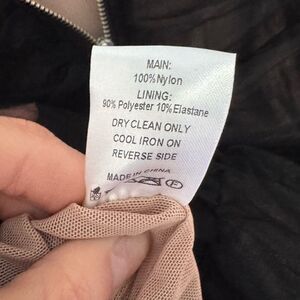 MAIN:
100%Nylon
LINING:
90% Polyester 10%Elastane
DRY CLEAN ONLY
COOL IRON ON
REVERSE SIDE
MADE IN CHINA